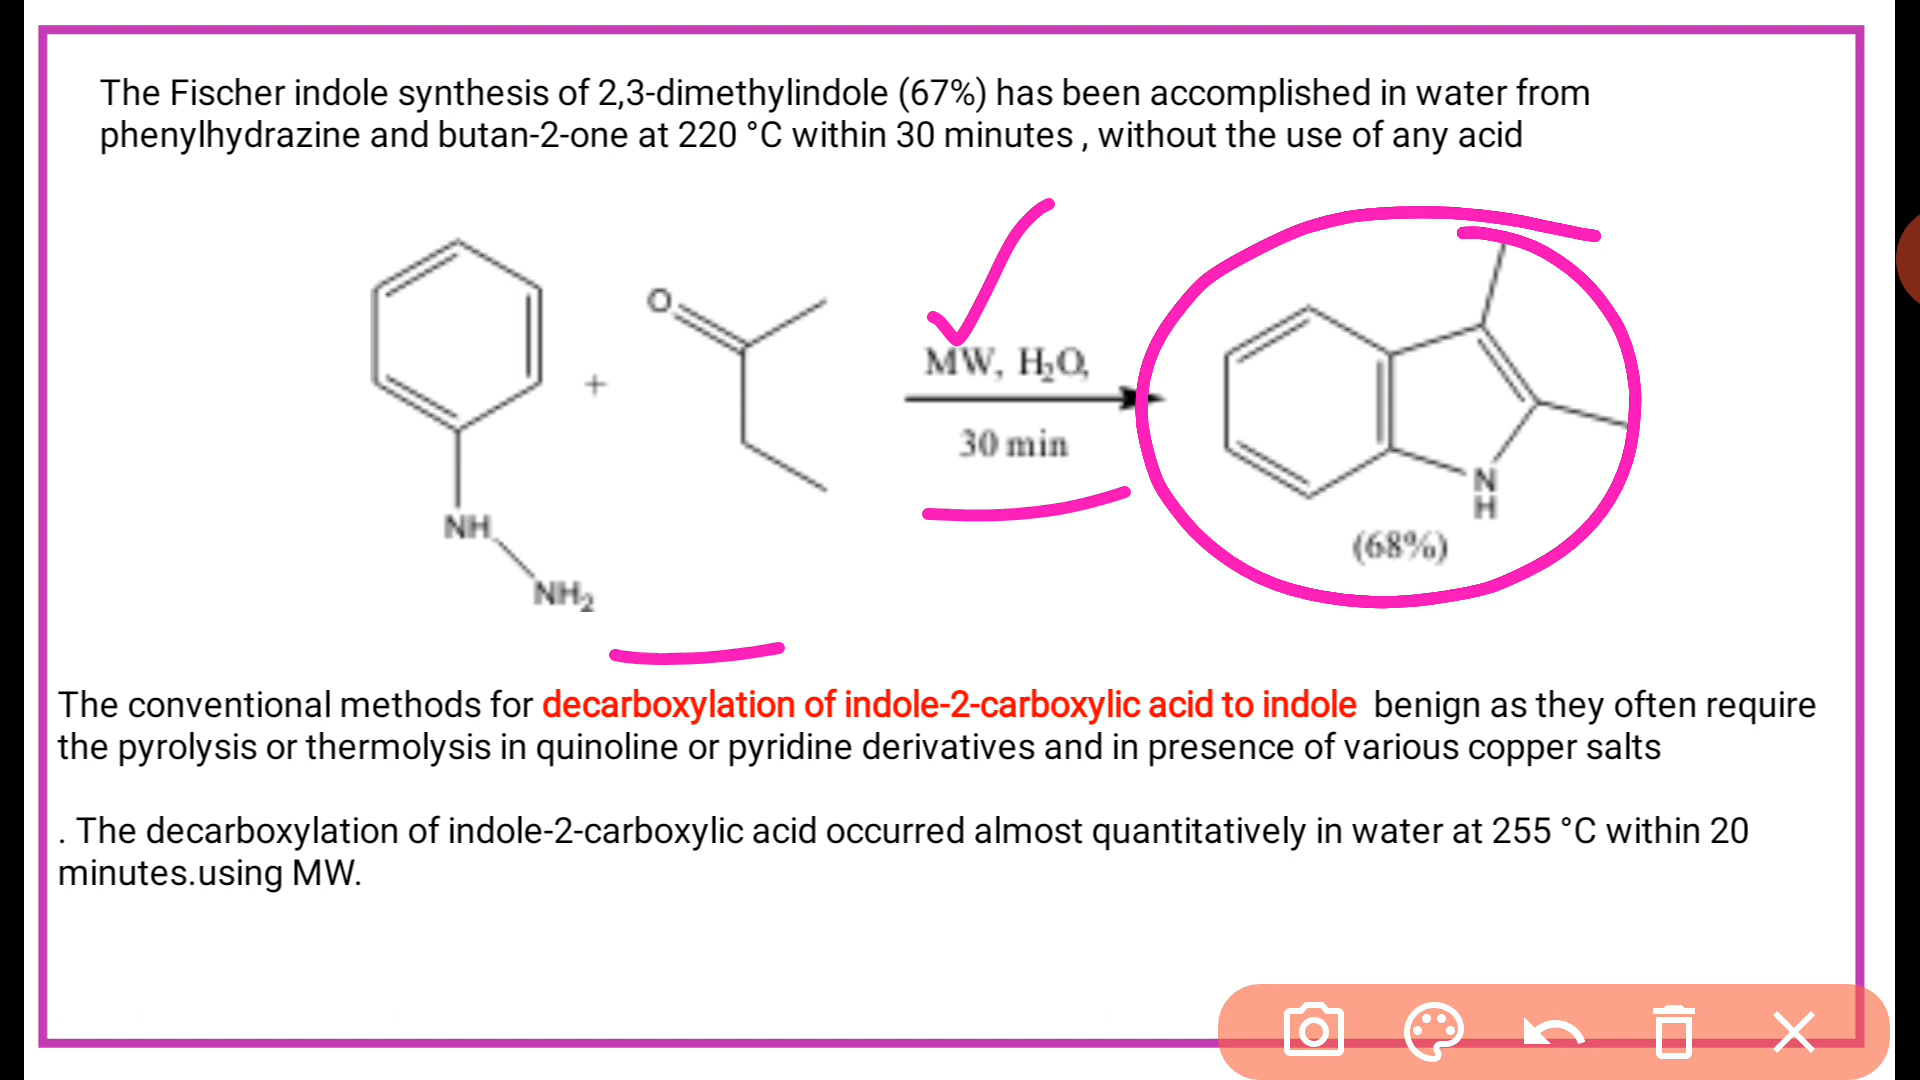 The Fischer indole synthesis of 2,3-dimethylindole (67%) has been accomplished in water from
phenylhydrazine and butan-2-one at 220 °C within 30 minutes , without the use of any acid
O
+
MW, H₂O,
30 min
NH
NH₂
N
H
(68%)
The conventional methods for decarboxylation of indole-2-carboxylic acid to indole benign as they often require
the pyrolysis or thermolysis in quinoline or pyridine derivatives and in presence of various copper salts
. The decarboxylation of indole-2-carboxylic acid occurred almost quantitatively in water at 255 °C within 20
minutes.using MW.